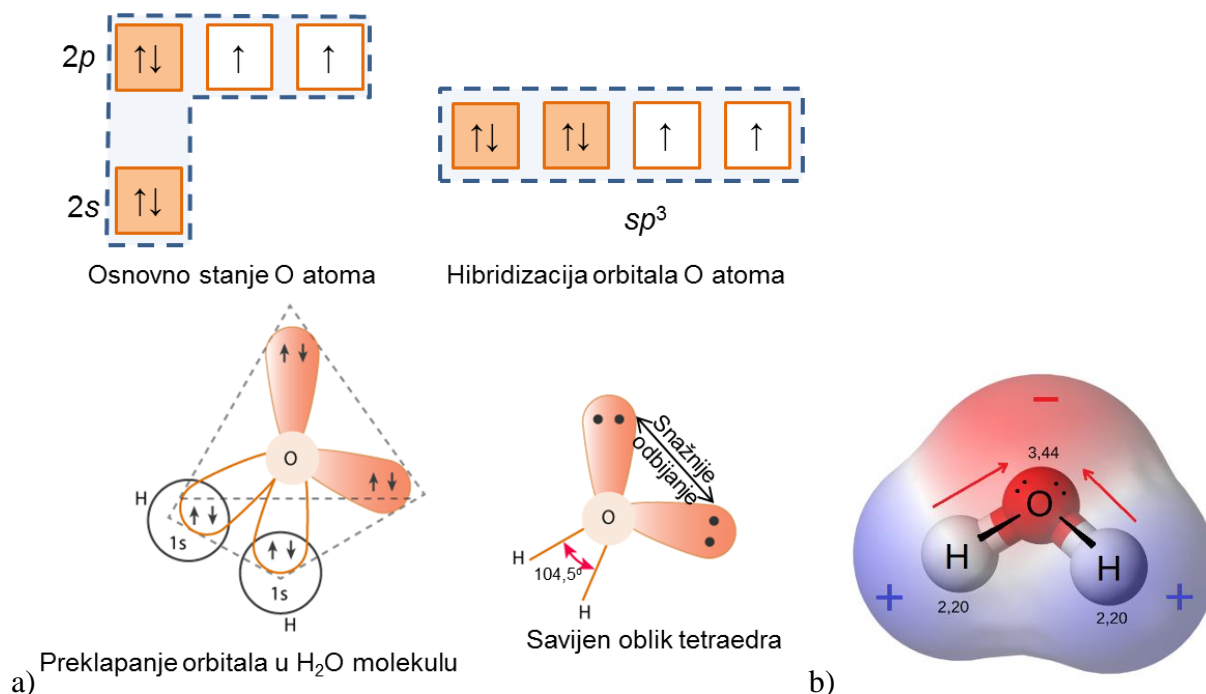 2p ↑↓ ↑ ↑
2s ↑↓
Osnovno stanje O atoma
↑↓ ↑↓ ↑ ↑
sp³
Hibridizacija orbitala O atoma
↑↓
O
↑↓
H
↑↓
1s
↑↓
1s
H
Preklapanje orbitala u H₂O molekulu
a)
Snažnije
odbijanje
O
H
104,5º
H
Savijen oblik tetraedra
b)
−
3,44
O
H
H
+
+
2,20
2,20